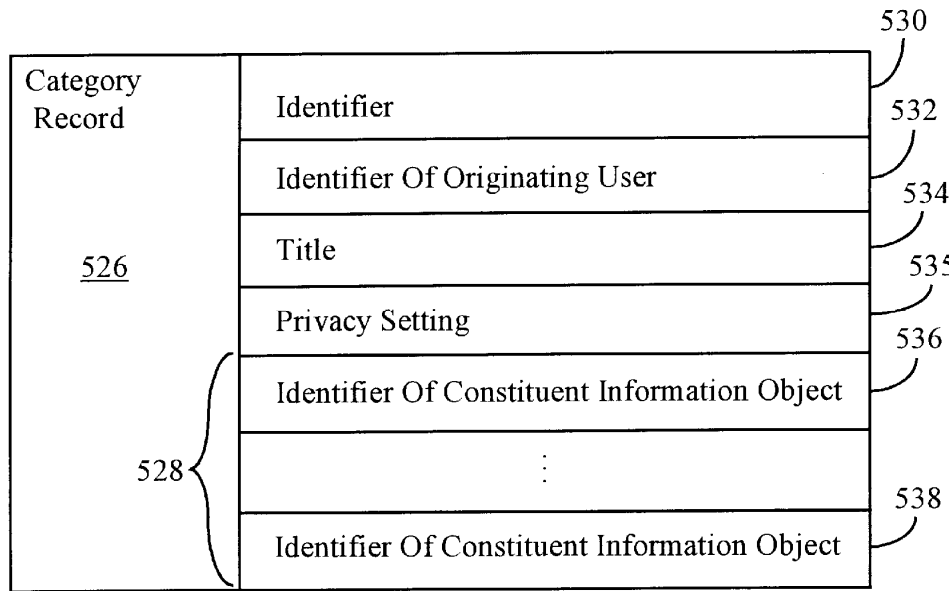 530
Category
Record
Identifier
532
Identifier Of Originating User
534
Title
526
535
Privacy Setting
536
Identifier Of Constituent Information Object
528
⋮
538
Identifier Of Constituent Information Object